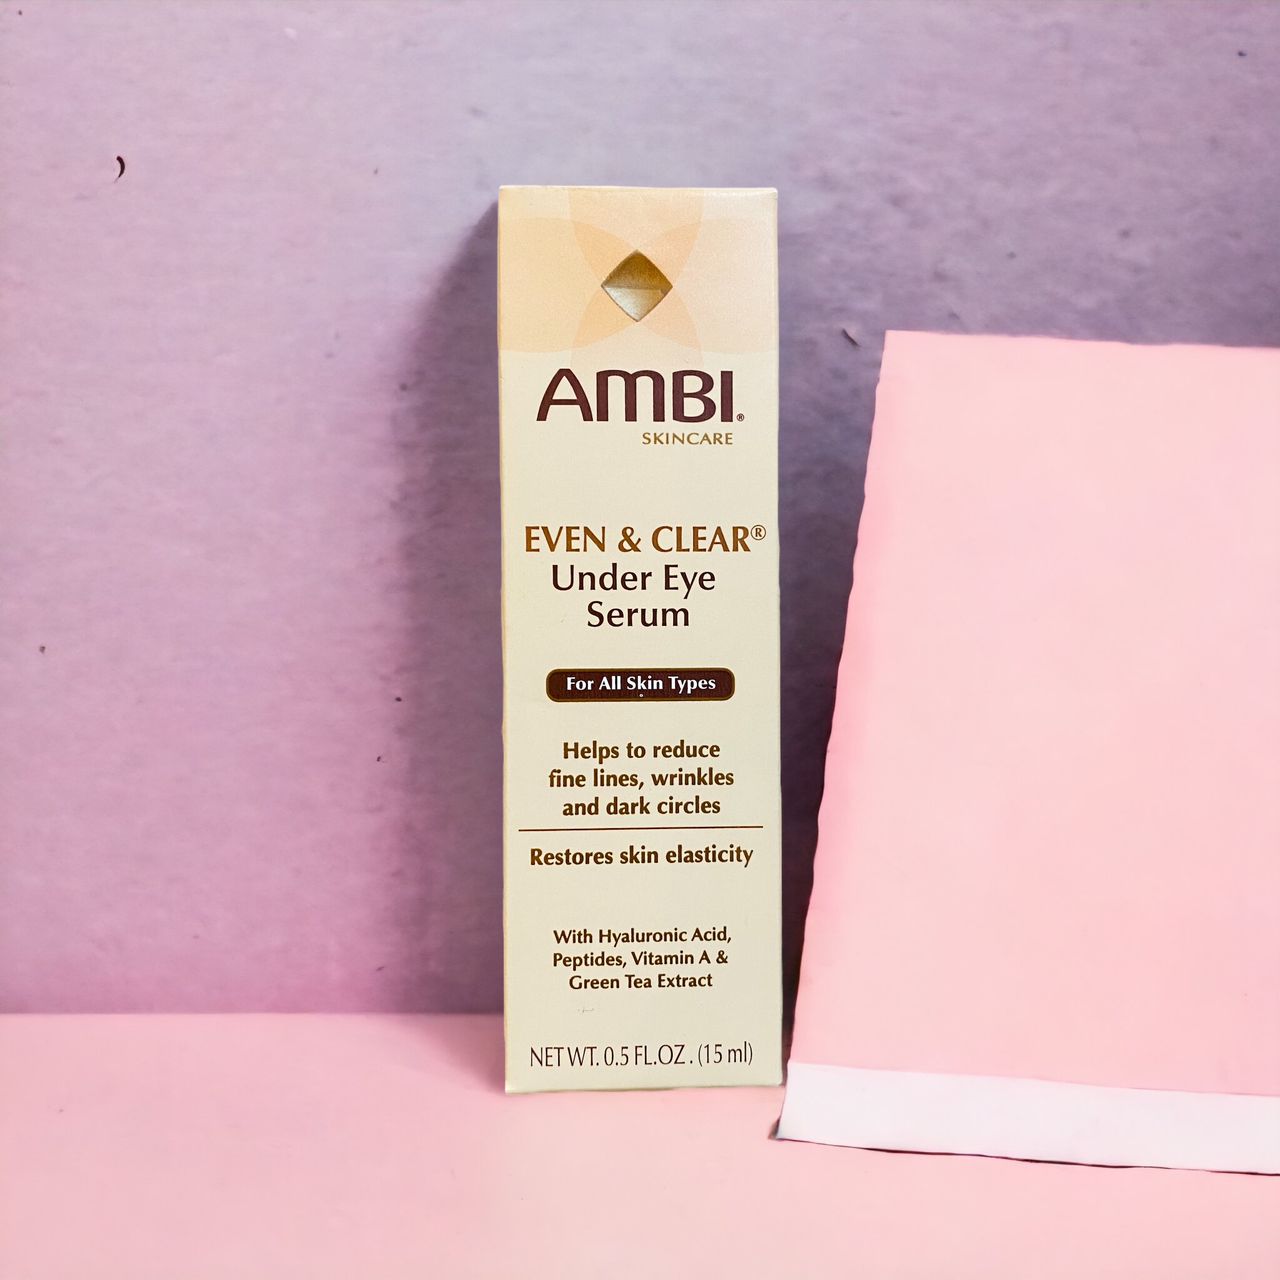 AMBI®
SKINCARE
EVEN & CLEAR®
Under Eye
Serum
For All Skin Types
Helps to reduce
fine lines, wrinkles
and dark circles
Restores skin elasticity
With Hyaluronic Acid,
Peptides, Vitamin A &
Green Tea Extract
NET WT. 0.5 FL.OZ. (15 ml)